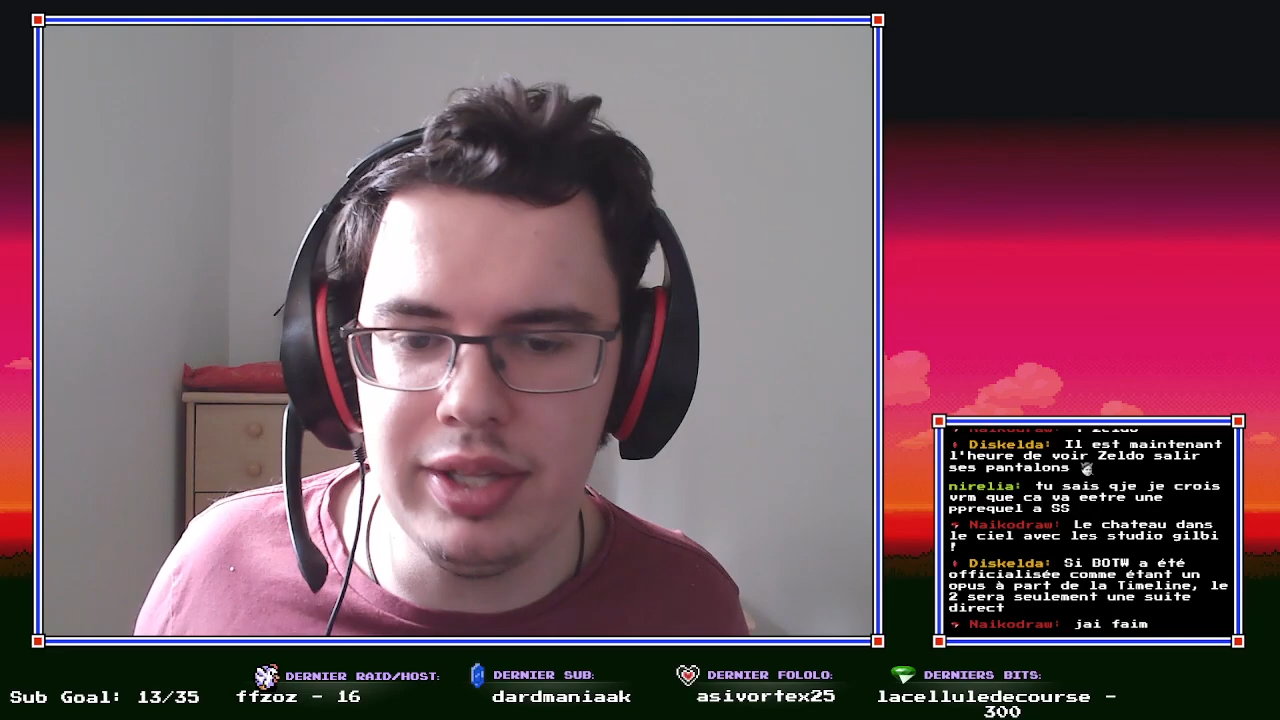 Naikodraw: ! Zeldo
Diskelda: Il est maintenant
l'heure de voir Zeldo salir
ses pantalons
nirelia: tu sais qje je crois
vrm que ca va eetre une
pprequel a SS
Naikodraw: Le chateau dans
le ciel avec les studio gilbi
!
Diskelda: Si BOTW a été
officialisée comme étant un
opus à part de la Timeline, le
2 sera seulement une suite
direct
Naikodraw: jai faim
Sub Goal: 13/35
DERNIER RAID/HOST:
ffzoz - 16
DERNIER SUB:
dardmaniaak
DERNIER FOLOLO:
asivortex25
DERNIERS BITS:
lacelluledecourse -
300